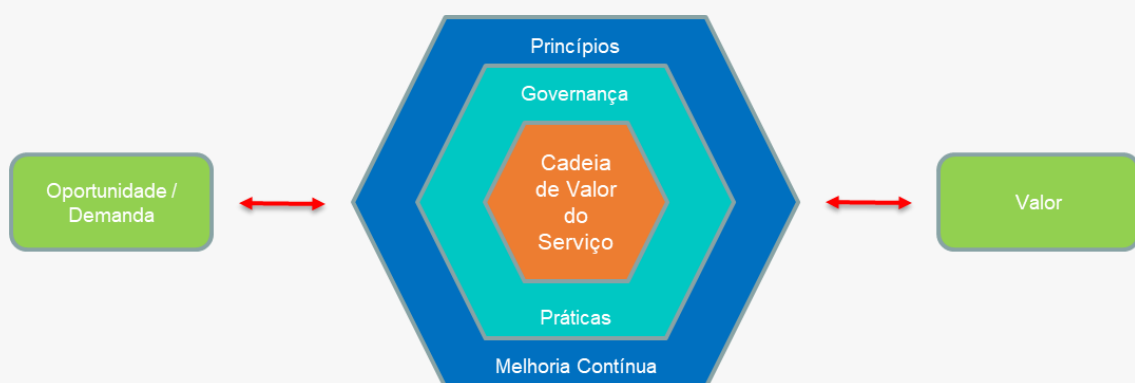 Princípios
Governança
Cadeia
de Valor
do
Serviço
Práticas
Melhoria Contínua
Oportunidade /
Demanda
Valor